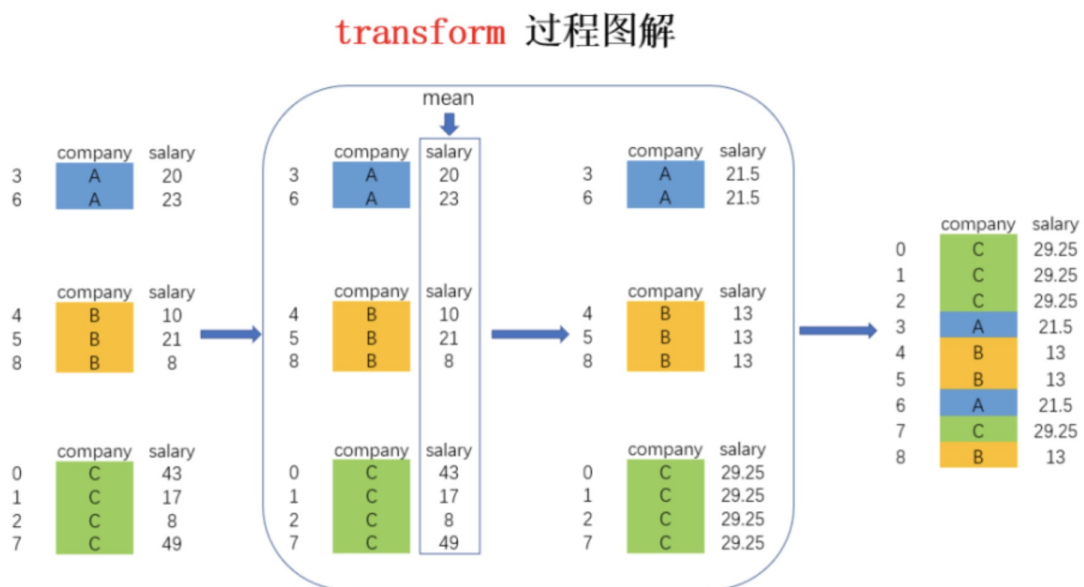 transform 过程图解
mean
company salary
3 A 20
6 A 23
company salary
4 B 10
5 B 21
8 B 8
company salary
0 C 43
1 C 17
2 C 8
7 C 49
company salary
3 A 20
6 A 23
company salary
4 B 10
5 B 21
8 B 8
company salary
0 C 43
1 C 17
2 C 8
7 C 49
company salary
3 A 21.5
6 A 21.5
company salary
4 B 13
5 B 13
8 B 13
company salary
0 C 29.25
1 C 29.25
2 C 29.25
7 C 29.25
company salary
0 C 29.25
1 C 29.25
2 C 29.25
3 A 21.5
4 B 13
5 B 13
6 A 21.5
7 C 29.25
8 B 13